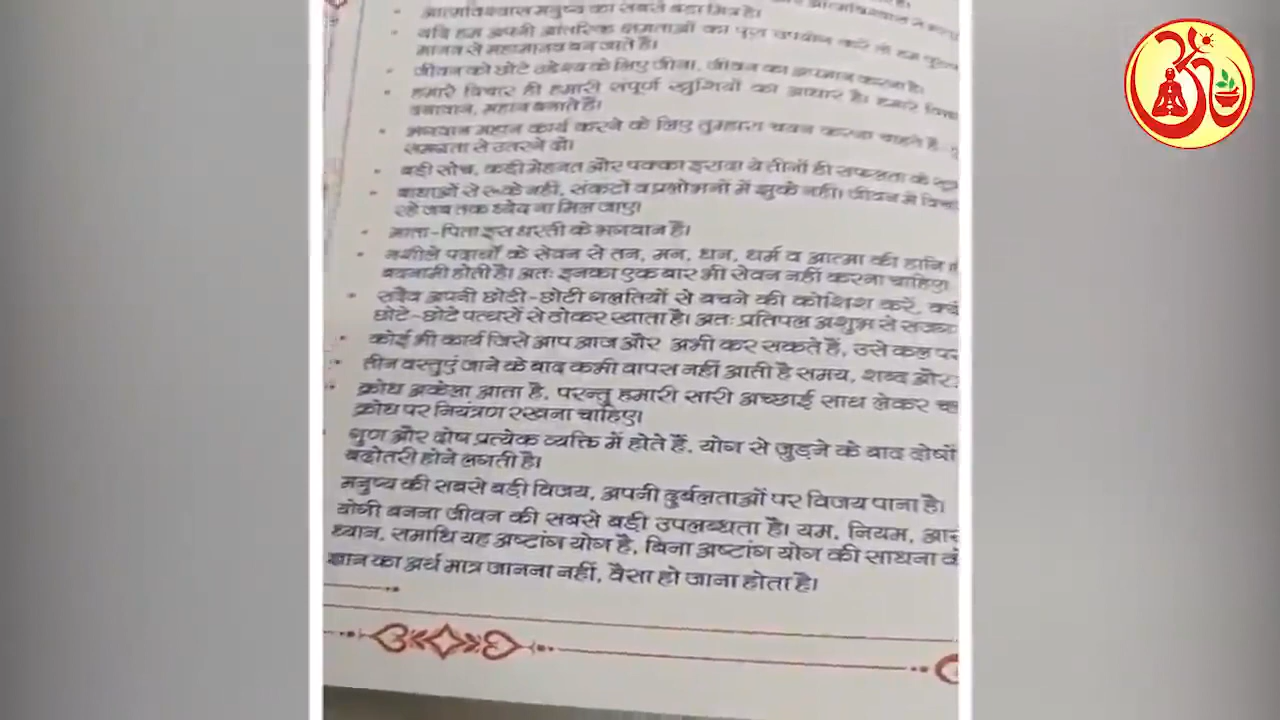 आत्मविश्वास मनुष्य का सबसे बड़ा मित्र है।
यदि हम अपनी आंतरिक क्षमताओं का पूरा उपयोग करें तो हम
मानव से महामानव बन जाते हैं।
जीवन को छोटे उद्देश्य के लिए जीना, जीवन का अपमान करना है।
हमारे विचार ही हमारी संपूर्ण खुशियों का आधार है। हमारे
बनावान, महान बनाते हैं।
भगवान महान कार्य करने के लिए तुम्हारा चयन करना चाहते है
समग्रता से उतरने दो।
बड़ी सोच, कड़ी मेहनत और पक्का इरादा ये तीनों ही सफलता के
बाधाओं से रूके नहीं, संकटों व प्रलोभनों में झुके नहीं। जीवन में
रहे जब तक ध्येय ना मिल जाए।
माता-पिता इस धरती के भगवान हैं।
नशीले पदार्थों के सेवन से तन, मन, धन, धर्म व आत्मा की हानि
बदनामी होती है। अतः इनका एक बार भी सेवन नहीं करना चाहिए
सदैव अपनी छोटी-छोटी गलतियों से बचने की कोशिश करें,
छोटे-छोटे पत्थरों से ठोकर खाता है। अतः प्रतिपल अशुभ से
कोई भी कार्य जिसे आप आज और अभी कर सकते हैं, उसे कल
तीन वस्तुएं जाने के बाद कभी वापस नहीं आती है समय, शब्द और
क्रोध अकेला आता है, परन्तु हमारी सारी अच्छाई साथ लेकर
क्रोध पर नियंत्रण रखना चाहिए।
गुण और दोष प्रत्येक व्यक्ति में होते हैं, योग से जुड़ने के बाद दोषों
बढ़ोतरी होने लगती है।
मनुष्य की सबसे बड़ी विजय, अपनी दुर्बलताओं पर विजय पाना है।
योगी बनना जीवन की सबसे बड़ी उपलब्धता है। यम, नियम,
ध्यान, समाधि यह अष्टांग योग है, बिना अष्टांग योग की साधना
ज्ञान का अर्थ मात्र जानना नहीं, वैसा हो जाना होता है।